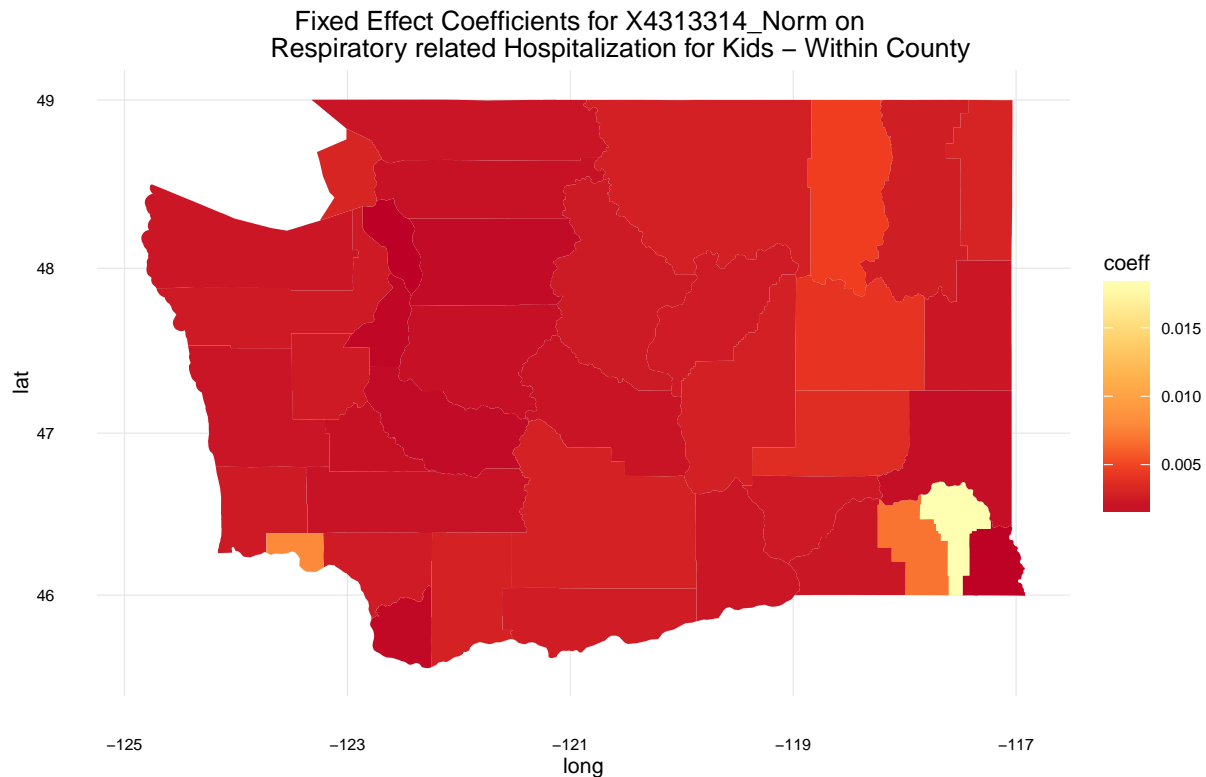 Fixed Effect Coefficients for X4313314_Norm on
Respiratory related Hospitalization for Kids – Within County
49
48
47
46
lat
−125
−123
−121
−119
−117
long
coeff
0.015
0.010
0.005